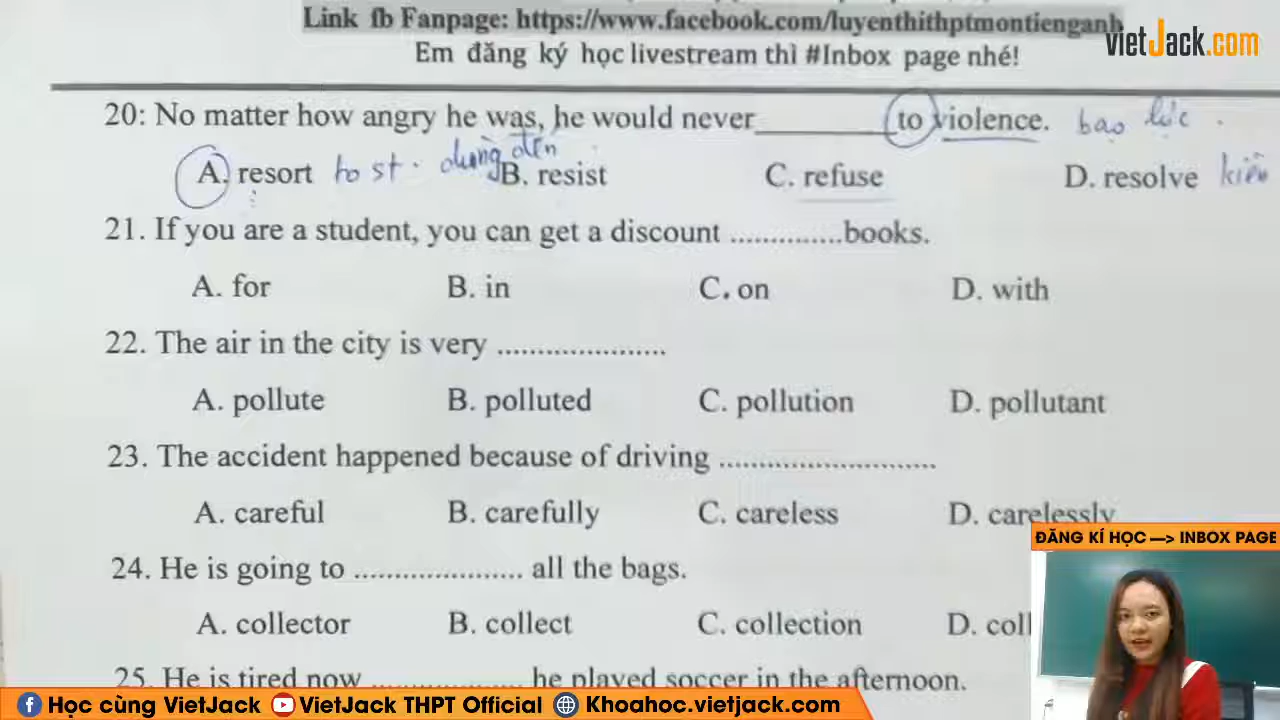 Link fb Fanpage: https://www.facebook.com/luyenthithptmontienganh
vietJack.com
Em đăng ký học livestream thì #Inbox page nhé!
20: No matter how angry he was, he would never__________to violence. bạo lực.
A. resort to st. dùng đến B. resist C. refuse D. resolve kiên
21. If you are a student, you can get a discount ..............books.
A. for B. in C. on D. with
22. The air in the city is very .....................
A. pollute B. polluted C. pollution D. pollutant
23. The accident happened because of driving ...........................
A. careful B. carefully C. careless D. carelessly
ĐĂNG KÍ HỌC —> INBOX PAGE
24. He is going to ..................... all the bags.
A. collector B. collect C. collection D. coll
25. He is tired now ................... he played soccer in the afternoon.
Học cùng VietJack VietJack THPT Official Khoahoc.vietjack.com